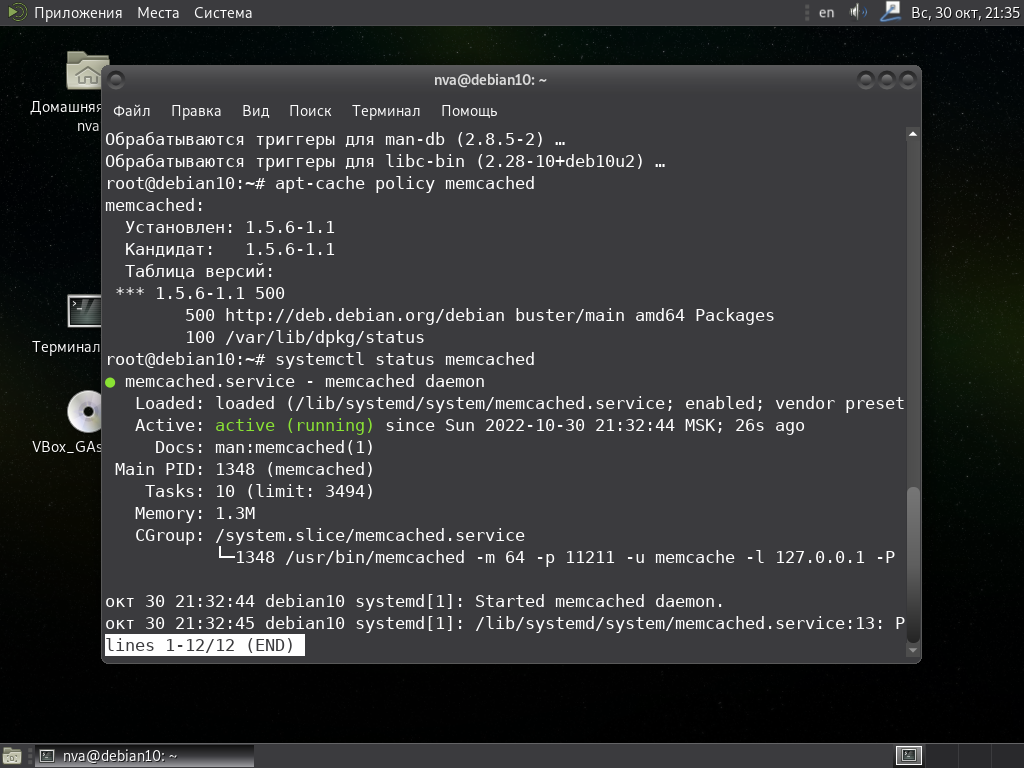 Приложения Места Система en Вс, 30 окт, 21:35
Домашняя
nva
Терминал
VBox_GAs
nva@debian10: ~
Файл Правка Вид Поиск Терминал Помощь
Обрабатываются триггеры для man-db (2.8.5-2) …
Обрабатываются триггеры для libc-bin (2.28-10+deb10u2) …
root@debian10:~# apt-cache policy memcached
memcached:
  Установлен: 1.5.6-1.1
  Кандидат:   1.5.6-1.1
  Таблица версий:
 *** 1.5.6-1.1 500
        500 http://deb.debian.org/debian buster/main amd64 Packages
        100 /var/lib/dpkg/status
root@debian10:~# systemctl status memcached
● memcached.service - memcached daemon
   Loaded: loaded (/lib/systemd/system/memcached.service; enabled; vendor preset
   Active: active (running) since Sun 2022-10-30 21:32:44 MSK; 26s ago
     Docs: man:memcached(1)
 Main PID: 1348 (memcached)
    Tasks: 10 (limit: 3494)
   Memory: 1.3M
   CGroup: /system.slice/memcached.service
           └─1348 /usr/bin/memcached -m 64 -p 11211 -u memcache -l 127.0.0.1 -P
окт 30 21:32:44 debian10 systemd[1]: Started memcached daemon.
окт 30 21:32:45 debian10 systemd[1]: /lib/systemd/system/memcached.service:13: P
lines 1-12/12 (END)
nva@debian10: ~